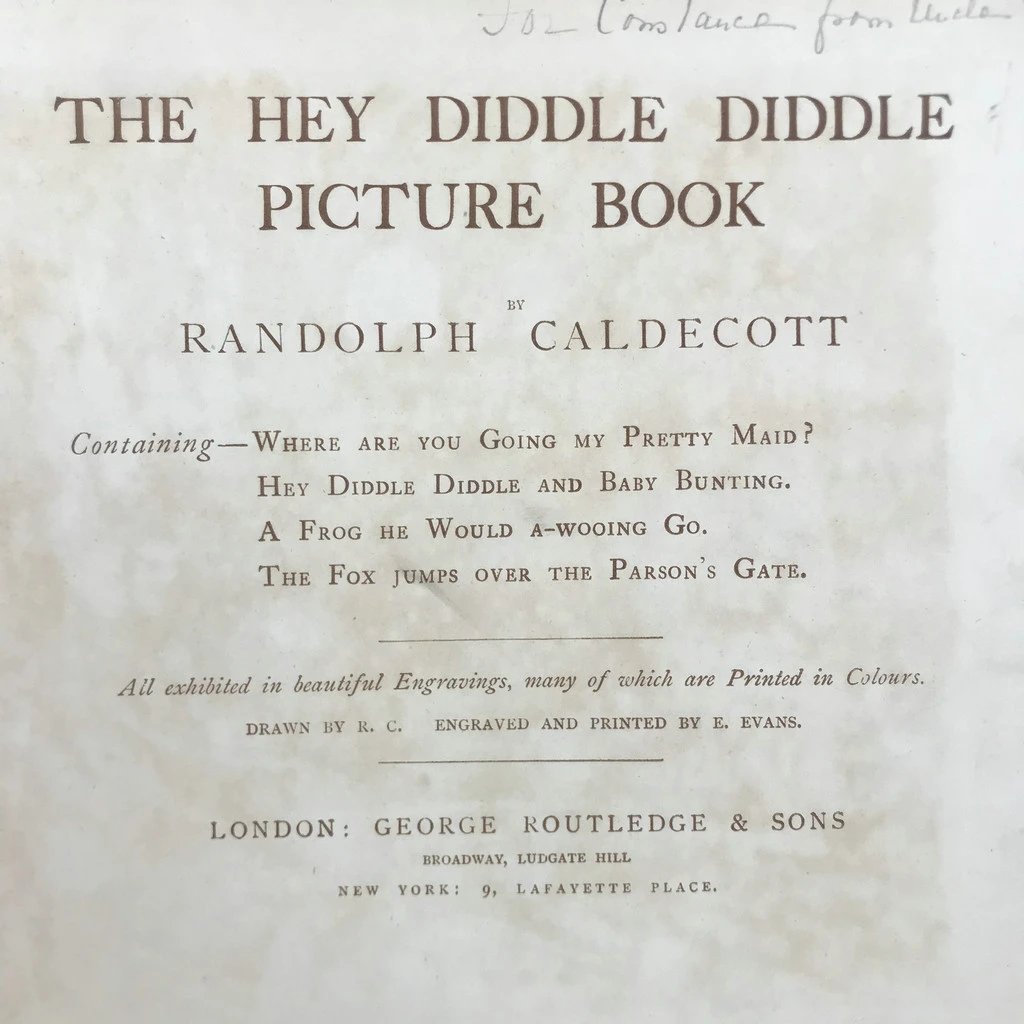 For Constance from Uncle
THE HEY DIDDLE DIDDLE
PICTURE BOOK
BY
RANDOLPH CALDECOTT
Containing—WHERE ARE YOU GOING MY PRETTY MAID?
HEY DIDDLE DIDDLE AND BABY BUNTING.
A FROG HE WOULD A-WOOING GO.
THE FOX JUMPS OVER THE PARSON'S GATE.
All exhibited in beautiful Engravings, many of which are Printed in Colours.
DRAWN BY R. C. ENGRAVED AND PRINTED BY E. EVANS.
LONDON: GEORGE ROUTLEDGE & SONS
BROADWAY, LUDGATE HILL
NEW YORK: 9, LAFAYETTE PLACE.